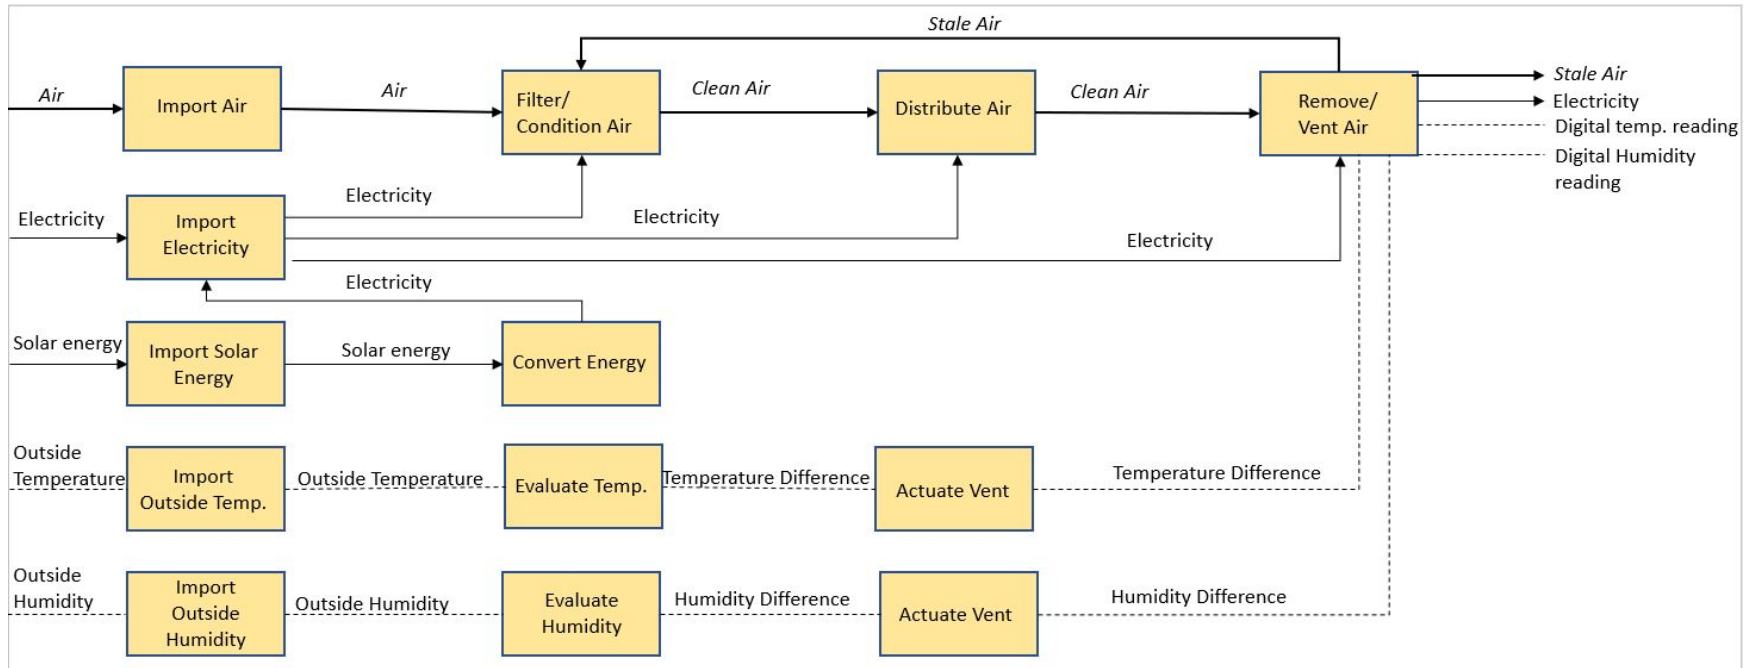 Stale Air
Air
Import Air
Air
Filter/
Condition Air
Clean Air
Distribute Air
Clean Air
Remove/
Vent Air
Stale Air
Electricity
Digital temp. reading
Digital Humidity
reading
Electricity
Import
Electricity
Electricity
Electricity
Electricity
Electricity
Solar energy
Import Solar
Energy
Solar energy
Convert Energy
Outside
Temperature
Import
Outside Temp.
Outside Temperature
Evaluate Temp.
Temperature Difference
Actuate Vent
Temperature Difference
Outside
Humidity
Import
Outside
Humidity
Outside Humidity
Evaluate
Humidity
Humidity Difference
Actuate Vent
Humidity Difference